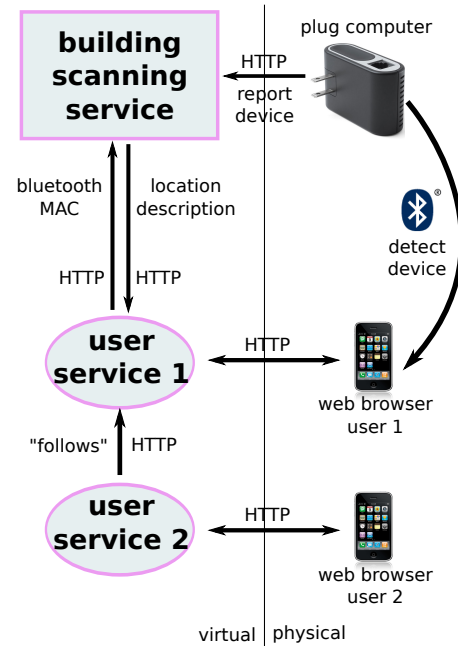 plug computer
building
scanning
service
HTTP
report
device
bluetooth
MAC
location
description
®
detect
device
HTTP
HTTP
user
service 1
HTTP
web browser
user 1
"follows"
HTTP
user
service 2
HTTP
web browser
user 2
virtual
physical